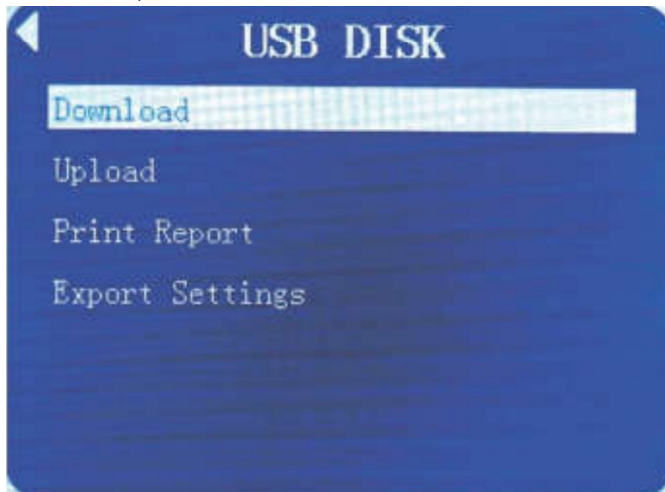 USB DISK
Download
Upload
Print Report
Export Settings